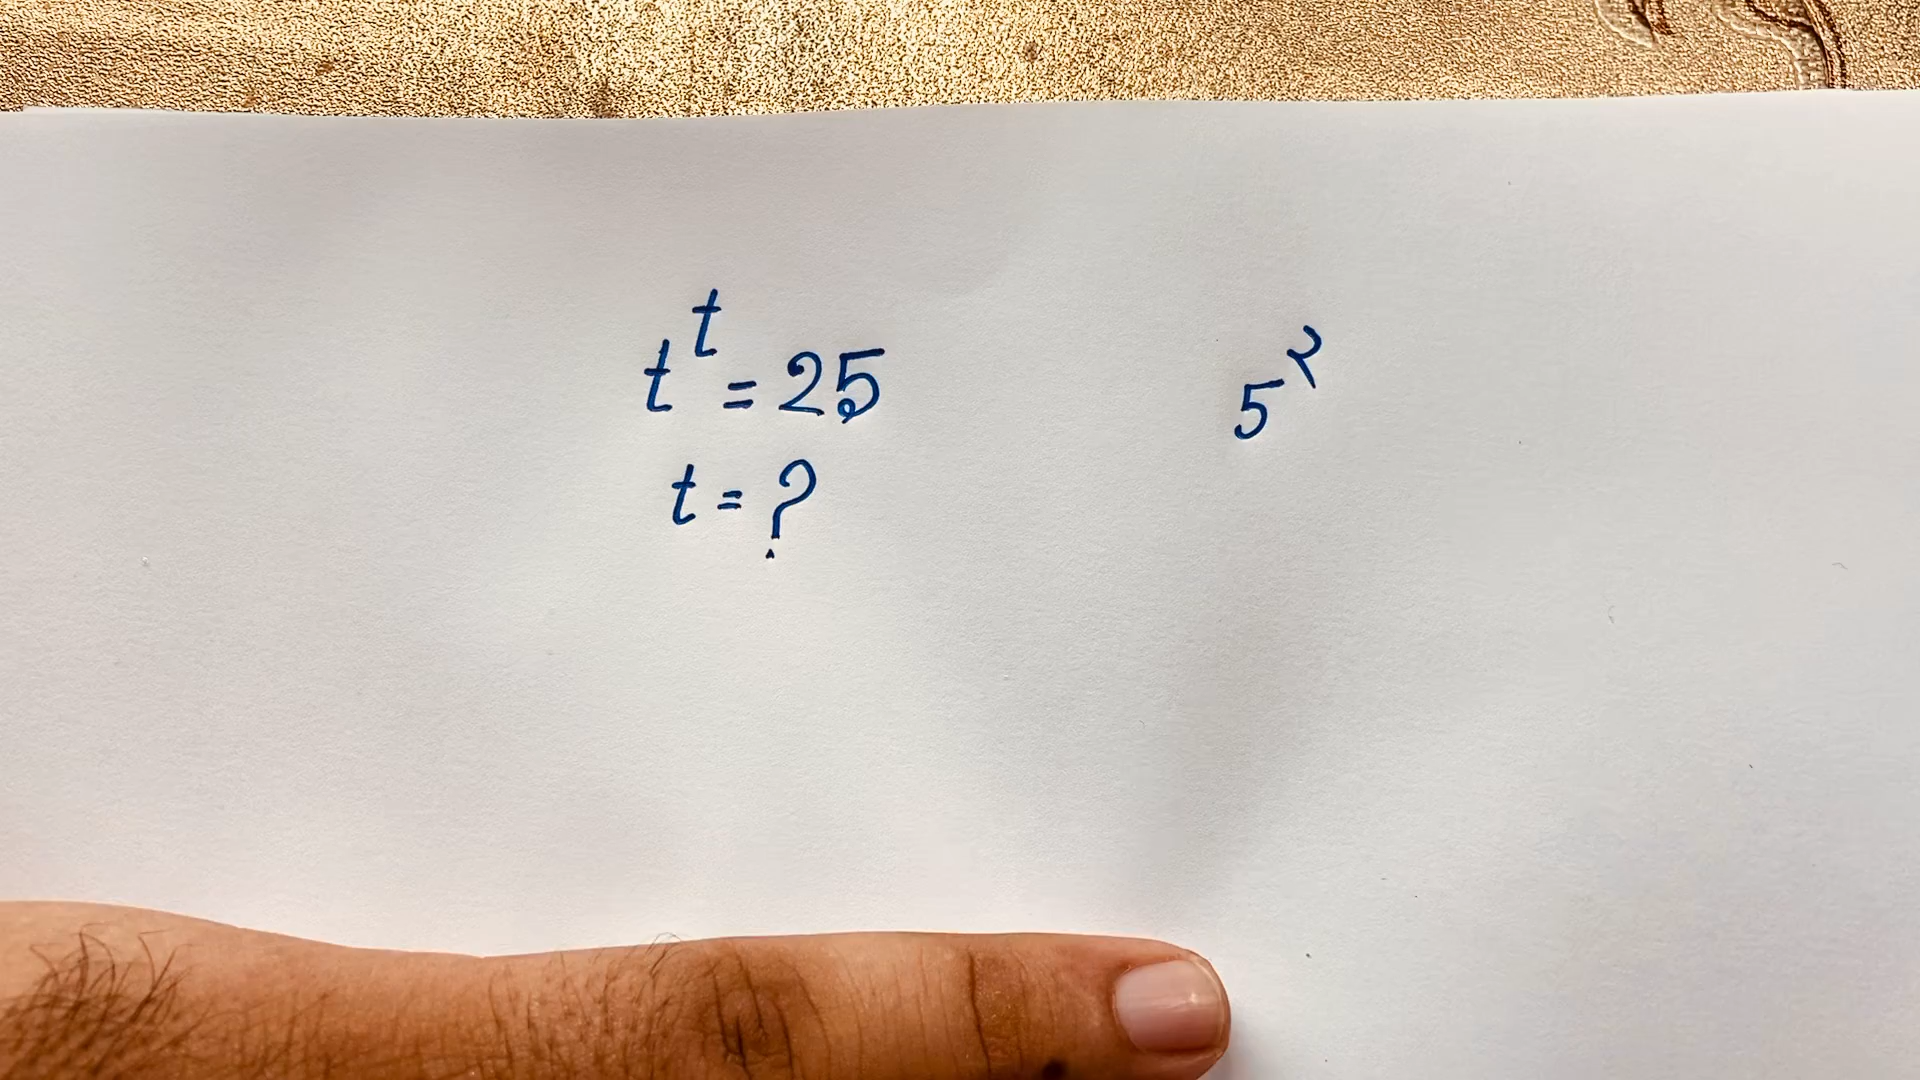 t^t = 25
t = ?
5^2